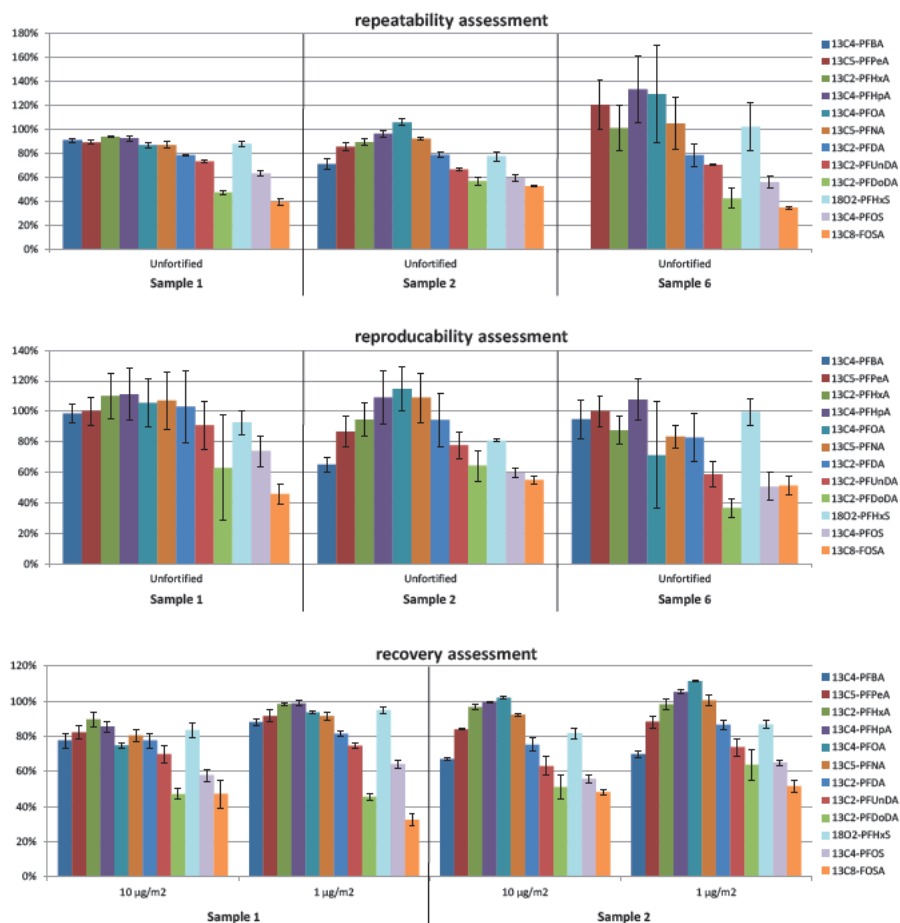 repeatability assessment
180%
160%
140%
120%
100%
80%
60%
40%
20%
0%
Unfortified
Unfortified
Unfortified
Sample 1
Sample 2
Sample 6
13C4-PFBA
13C5-PFPeA
13C2-PFHxA
13C4-PFHpA
13C4-PFOA
13C5-PFNA
13C2-PFDA
13C2-PFUnDA
13C2-PFDoDA
18O2-PFHxS
13C4-PFOS
13C8-FOSA
reproducability assessment
140%
120%
100%
80%
60%
40%
20%
0%
Unfortified
Unfortified
Unfortified
Sample 1
Sample 2
Sample 6
13C4-PFBA
13C5-PFPeA
13C2-PFHxA
13C4-PFHpA
13C4-PFOA
13C5-PFNA
13C2-PFDA
13C2-PFUnDA
13C2-PFDoDA
18O2-PFHxS
13C4-PFOS
13C8-FOSA
recovery assessment
120%
100%
80%
60%
40%
20%
0%
10 µg/m2
1 µg/m2
10 µg/m2
1 µg/m2
Sample 1
Sample 2
13C4-PFBA
13C5-PFPeA
13C2-PFHxA
13C4-PFHpA
13C4-PFOA
13C5-PFNA
13C2-PFDA
13C2-PFUnDA
13C2-PFDoDA
18O2-PFHxS
13C4-PFOS
13C8-FOSA